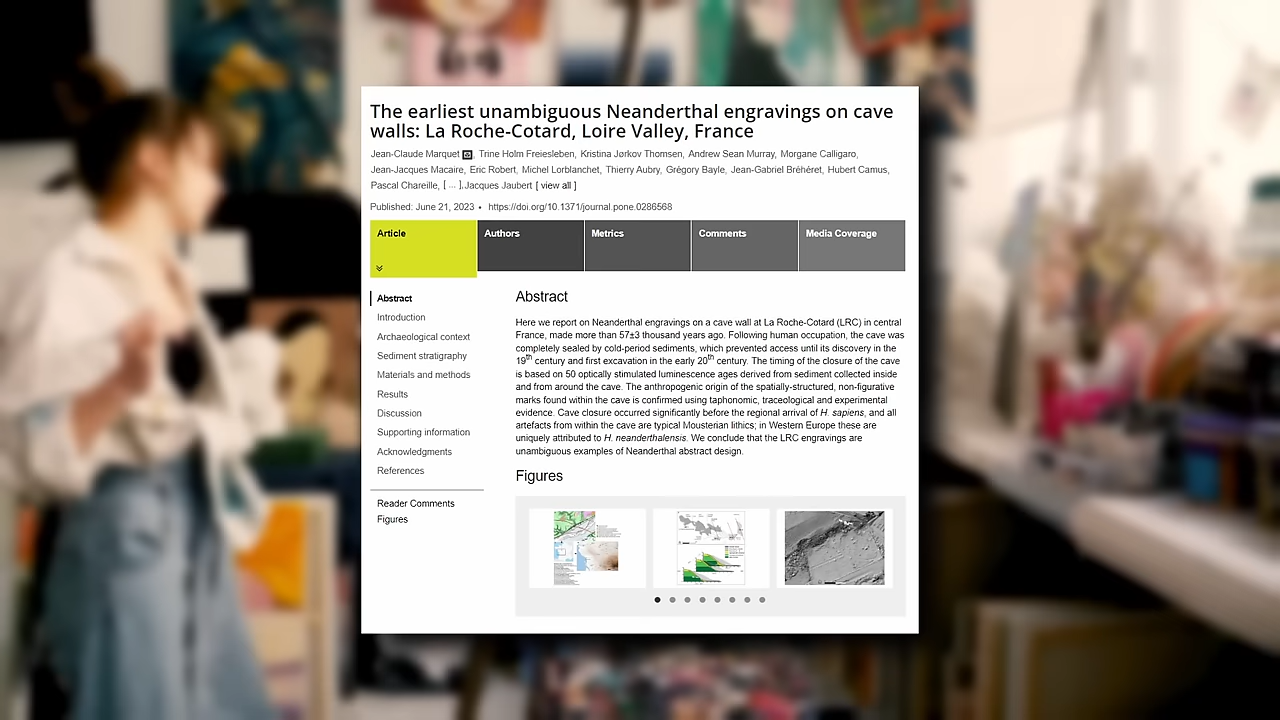 The earliest unambiguous Neanderthal engravings on cave
walls: La Roche-Cotard, Loire Valley, France
Jean-Claude Marquet, Trine Holm Freiesleben, Kristina Jørkov Thomsen, Andrew Sean Murray, Morgane Calligaro,
Jean-Jacques Macaire, Eric Robert, Michel Lorblanchet, Thierry Aubry, Grégory Bayle, Jean-Gabriel Bréhéret, Hubert Camus,
Pascal Chareille, [ ... ], Jacques Jaubert [ view all ]
Published: June 21, 2023 • https://doi.org/10.1371/journal.pone.0286568
Article
Authors
Metrics
Comments
Media Coverage
Abstract
Introduction
Archaeological context
Sediment stratigraphy
Materials and methods
Results
Discussion
Supporting information
Acknowledgments
References
Reader Comments
Figures
Abstract
Here we report on Neanderthal engravings on a cave wall at La Roche-Cotard (LRC) in central
France, made more than 57±3 thousand years ago. Following human occupation, the cave was
completely sealed by cold-period sediments, which prevented access until its discovery in the
19th century and first excavation in the early 20th century. The timing of the closure of the cave
is based on 50 optically stimulated luminescence ages derived from sediment collected inside
and from around the cave. The anthropogenic origin of the spatially-structured, non-figurative
marks found within the cave is confirmed using taphonomic, traceological and experimental
evidence. Cave closure occurred significantly before the regional arrival of H. sapiens, and all
artefacts from within the cave are typical Mousterian lithics; in Western Europe these are
uniquely attributed to H. neanderthalensis. We conclude that the LRC engravings are
unambiguous examples of Neanderthal abstract design.
Figures